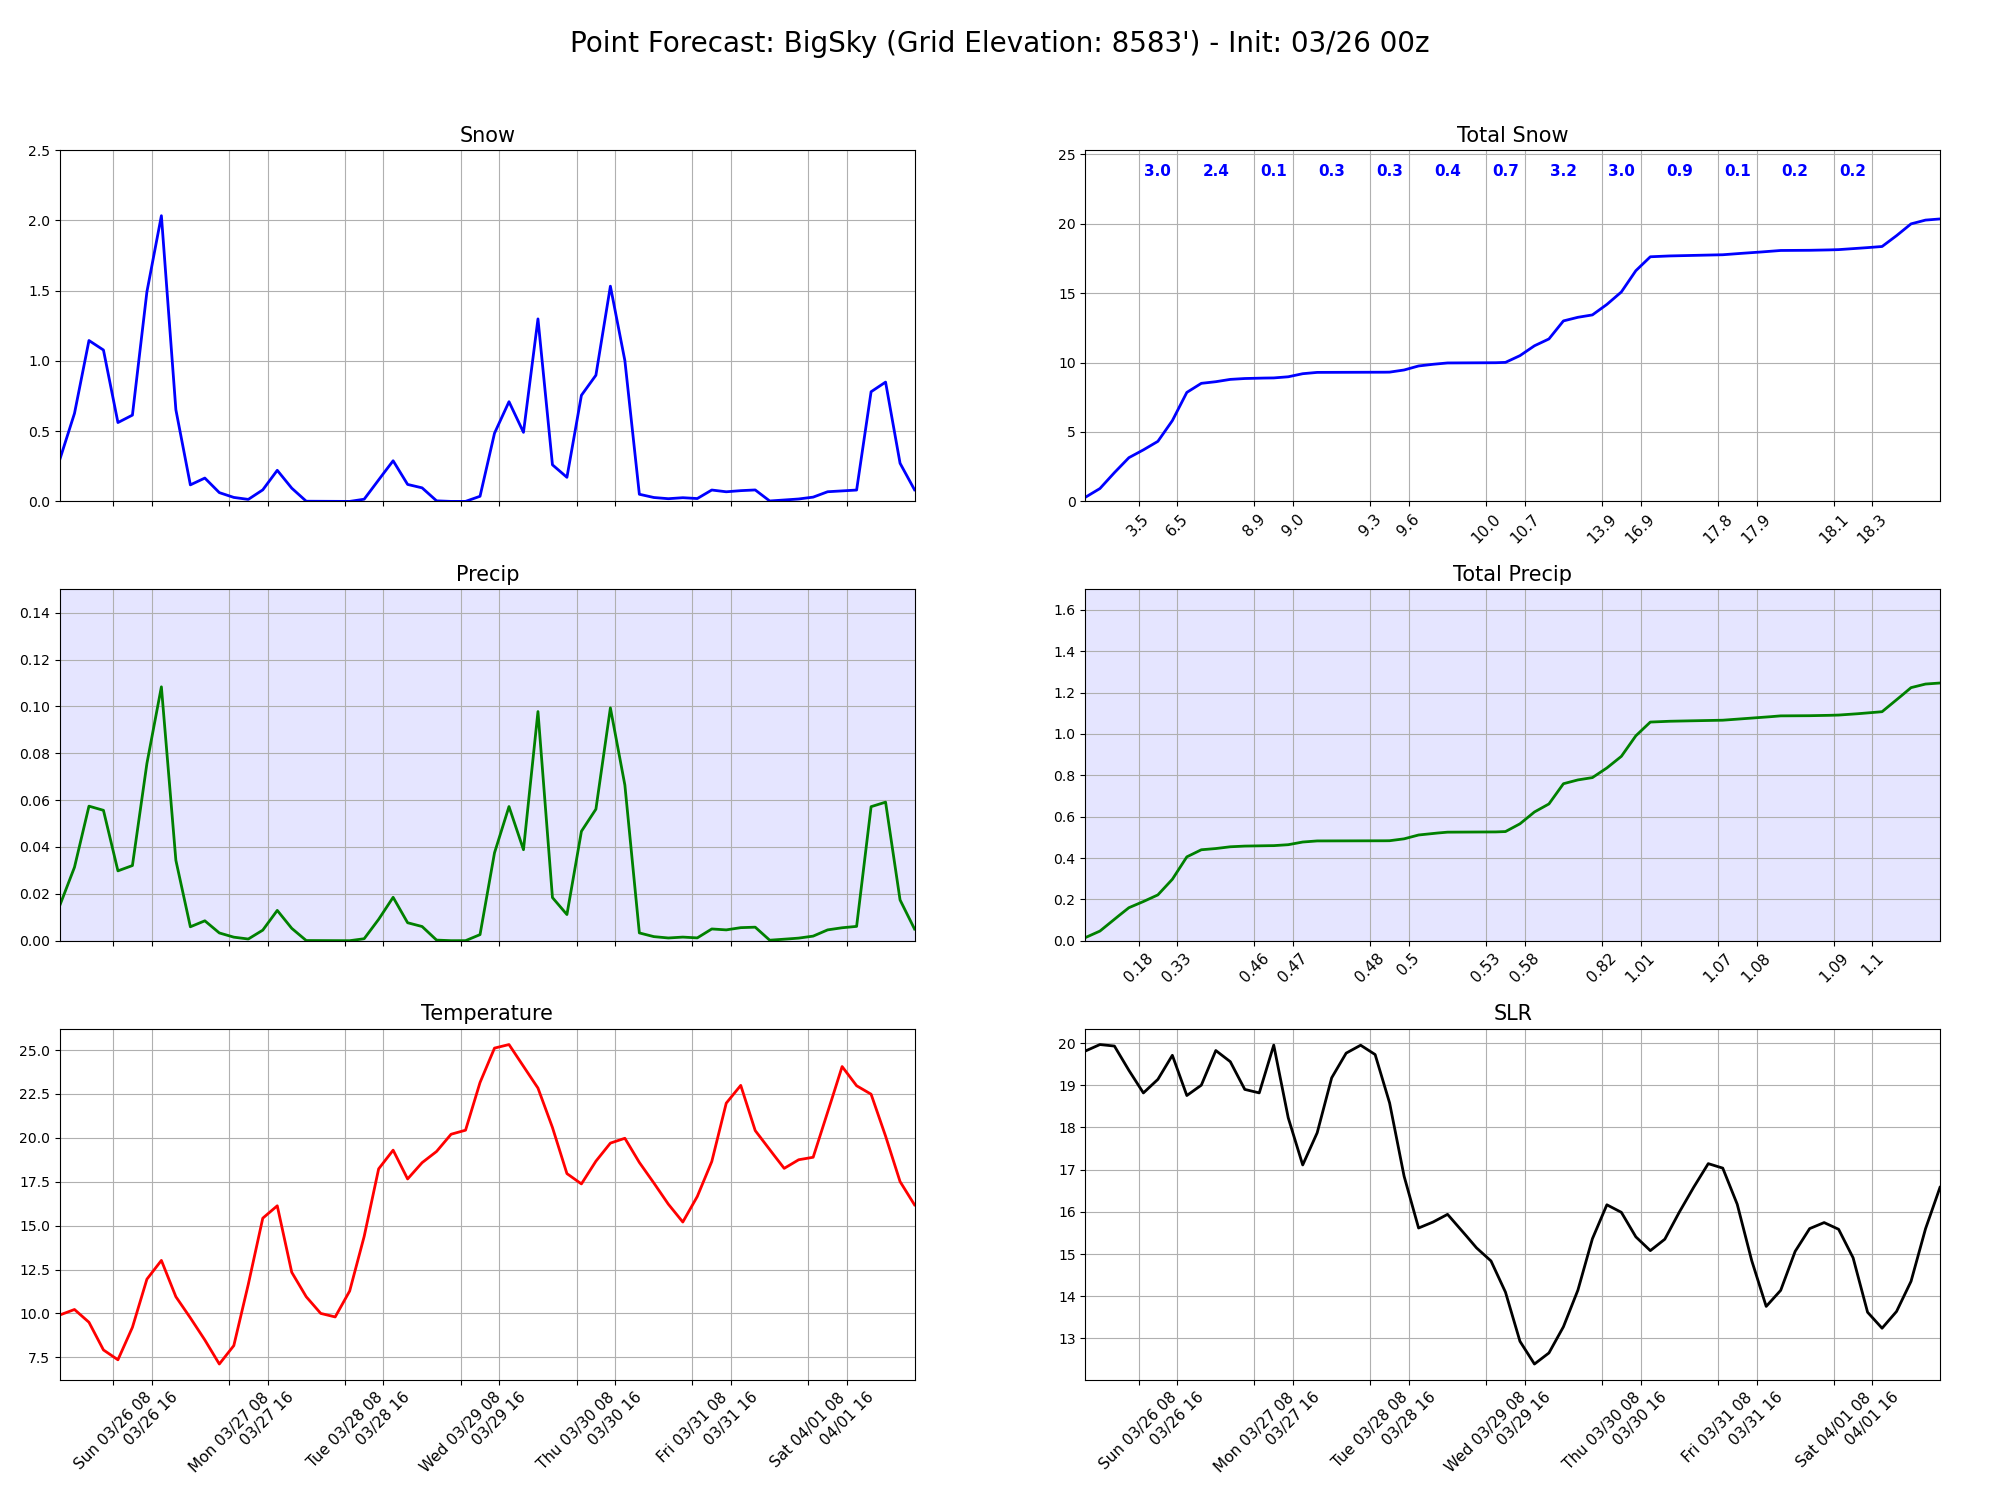 Point Forecast: BigSky (Grid Elevation: 8583') - Init: 03/26 00z
Snow
2.5
2.0
1.5
1.0
0.5
0.0
Total Snow
25
20
15
10
5
0
3.0 2.4 0.1 0.3 0.3 0.4 0.7 3.2 3.0 0.9 0.1 0.2 0.2
3.5 6.5 8.9 9.0 9.3 9.6 10.0 10.7 13.9 16.9 17.8 17.9 18.1 18.3
Precip
0.14
0.12
0.10
0.08
0.06
0.04
0.02
0.00
Total Precip
1.6
1.4
1.2
1.0
0.8
0.6
0.4
0.2
0.0
0.18 0.33 0.46 0.47 0.48 0.5 0.53 0.58 0.82 1.01 1.07 1.08 1.09 1.1
Temperature
25.0
22.5
20.0
17.5
15.0
12.5
10.0
7.5
Sun 03/26 08
03/26 16
Mon 03/27 08
03/27 16
Tue 03/28 08
03/28 16
Wed 03/29 08
03/29 16
Thu 03/30 08
03/30 16
Fri 03/31 08
03/31 16
Sat 04/01 08
04/01 16
SLR
20
19
18
17
16
15
14
13
Sun 03/26 08
03/26 16
Mon 03/27 08
03/27 16
Tue 03/28 08
03/28 16
Wed 03/29 08
03/29 16
Thu 03/30 08
03/30 16
Fri 03/31 08
03/31 16
Sat 04/01 08
04/01 16